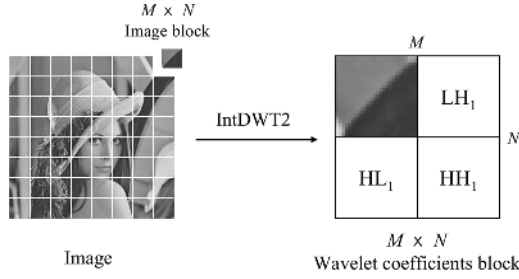 M × N
Image block
M
IntDWT2
LH₁
N
HL₁
HH₁
Image
M × N
Wavelet coefficients block